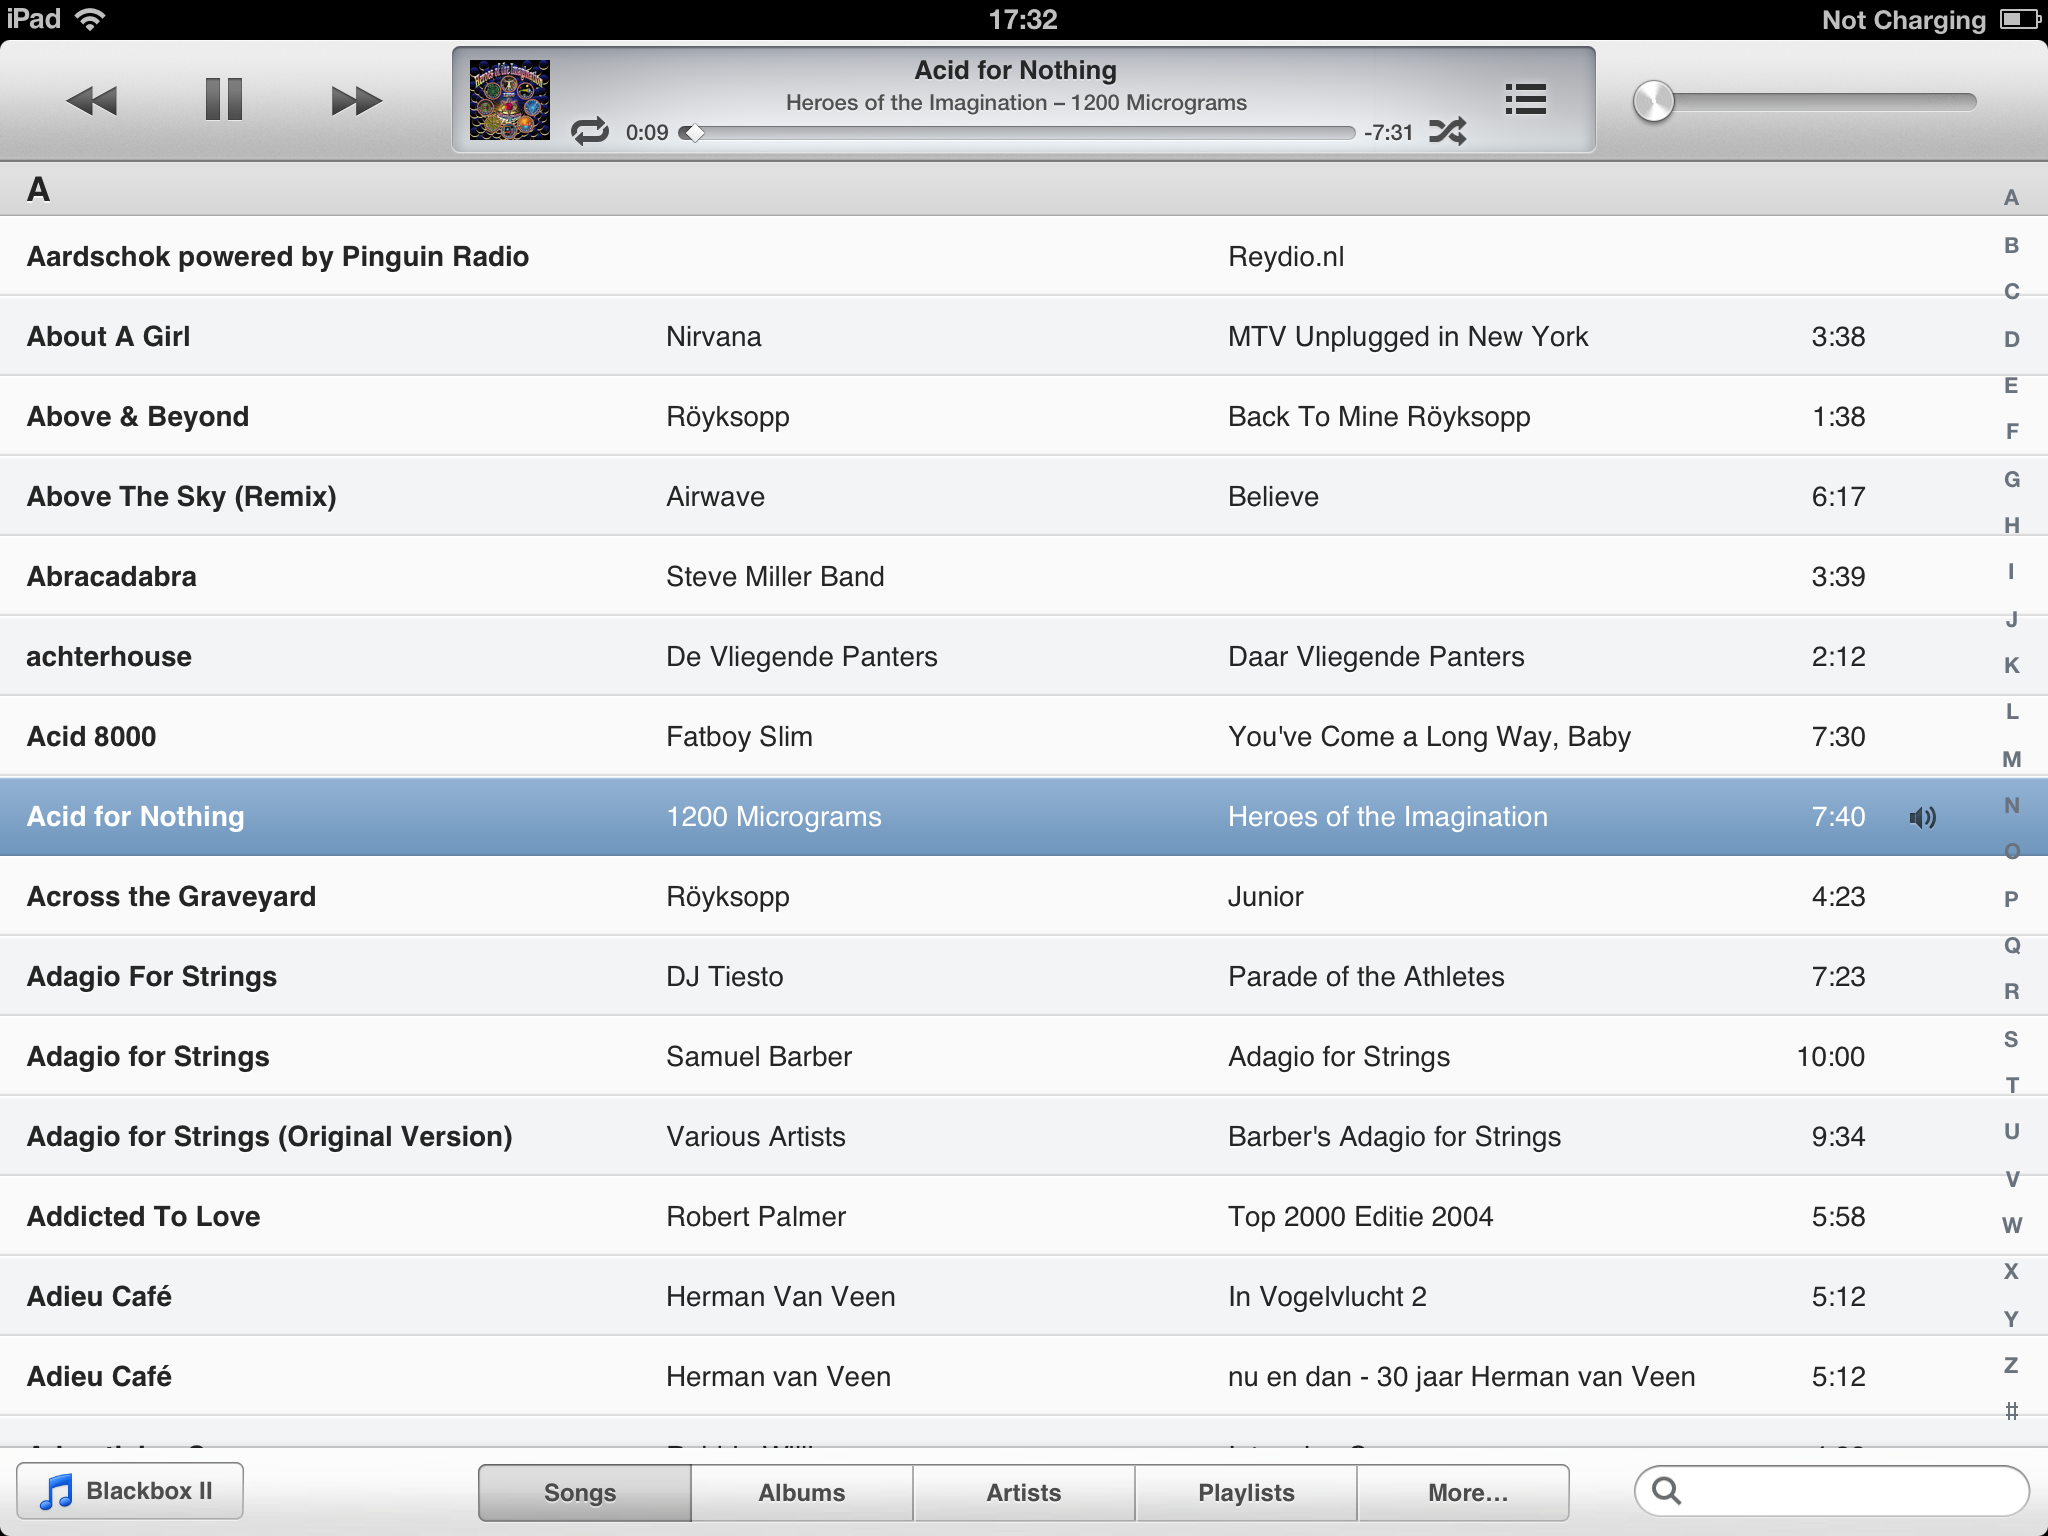 iPad 17:32 Not Charging
Acid for Nothing
Heroes of the Imagination – 1200 Micrograms
0:09 -7:31
A
Aardschok powered by Pinguin Radio Reydio.nl
About A Girl Nirvana MTV Unplugged in New York 3:38
Above & Beyond Röyksopp Back To Mine Röyksopp 1:38
Above The Sky (Remix) Airwave Believe 6:17
Abracadabra Steve Miller Band 3:39
achterhouse De Vliegende Panters Daar Vliegende Panters 2:12
Acid 8000 Fatboy Slim You've Come a Long Way, Baby 7:30
Acid for Nothing 1200 Micrograms Heroes of the Imagination 7:40
Across the Graveyard Röyksopp Junior 4:23
Adagio For Strings DJ Tiesto Parade of the Athletes 7:23
Adagio for Strings Samuel Barber Adagio for Strings 10:00
Adagio for Strings (Original Version) Various Artists Barber's Adagio for Strings 9:34
Addicted To Love Robert Palmer Top 2000 Editie 2004 5:58
Adieu Café Herman Van Veen In Vogelvlucht 2 5:12
Adieu Café Herman van Veen nu en dan - 30 jaar Herman van Veen 5:12
A
B
C
D
E
F
G
H
I
J
K
L
M
N
O
P
Q
R
S
T
U
V
W
X
Y
Z
#
Blackbox II Songs Albums Artists Playlists More...